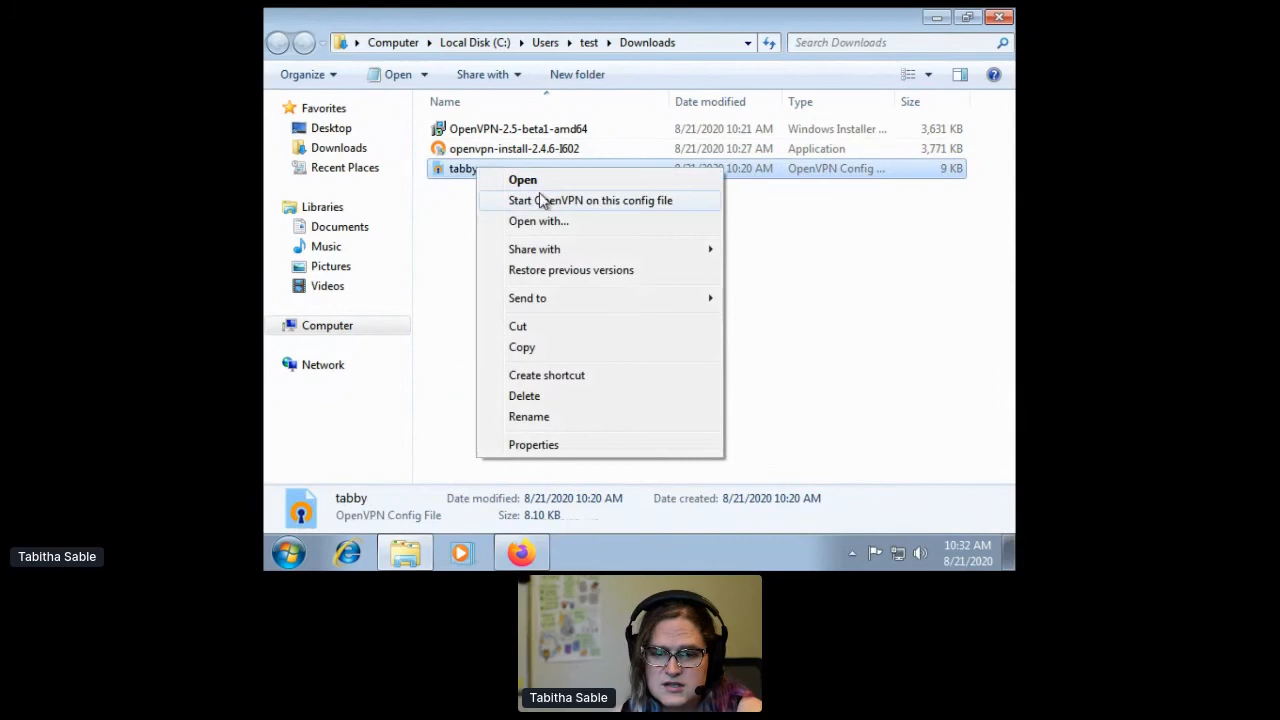 Computer
Local Disk (C:)
Users
test
Downloads
Search Downloads
Organize
Open
Share with
New folder
Favorites
Desktop
Downloads
Recent Places
Libraries
Documents
Music
Pictures
Videos
Computer
Network
Name
Date modified
Type
Size
OpenVPN-2.5-beta1-amd64
8/21/2020 10:21 AM
Windows Installer ...
3,631 KB
openvpn-install-2.4.6-I602
8/21/2020 10:27 AM
Application
3,771 KB
tabby
8/21/2020 10:20 AM
OpenVPN Config ...
9 KB
Open
Start OpenVPN on this config file
Open with...
Share with
Restore previous versions
Send to
Cut
Copy
Create shortcut
Delete
Rename
Properties
tabby
Date modified: 8/21/2020 10:20 AM
Date created: 8/21/2020 10:20 AM
OpenVPN Config File
Size: 8.10 KB
10:32 AM
8/21/2020
Tabitha Sable
Tabitha Sable